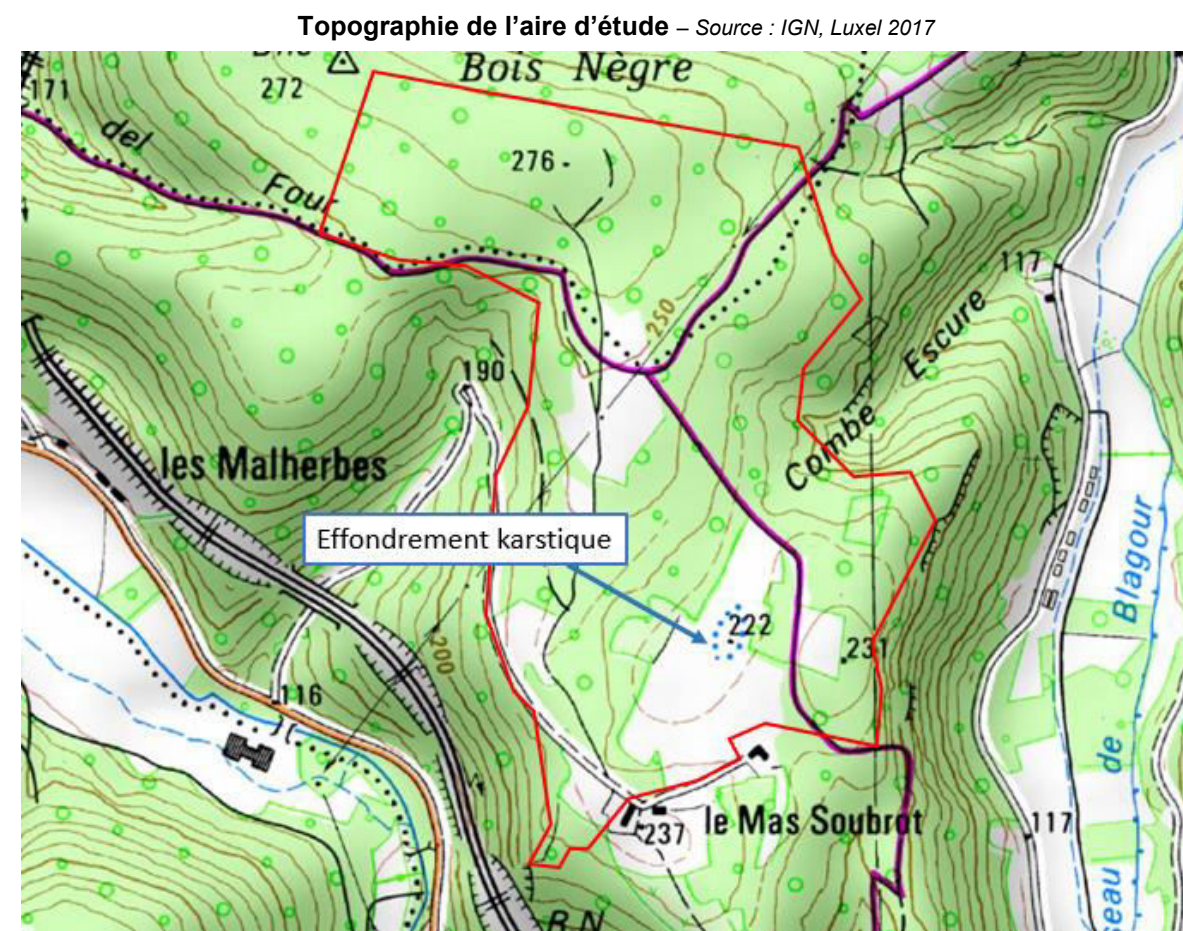 Topographie de l'aire d'étude – Source : IGN, Luxel 2017
Bois Nègre
171
272
del
Four
276
250
117
Escure
190
Combe
les Malherbes
Effondrement karstique
Blagour
222
231
200
116
de
le Mas Soubrot
237
117
seau
R N